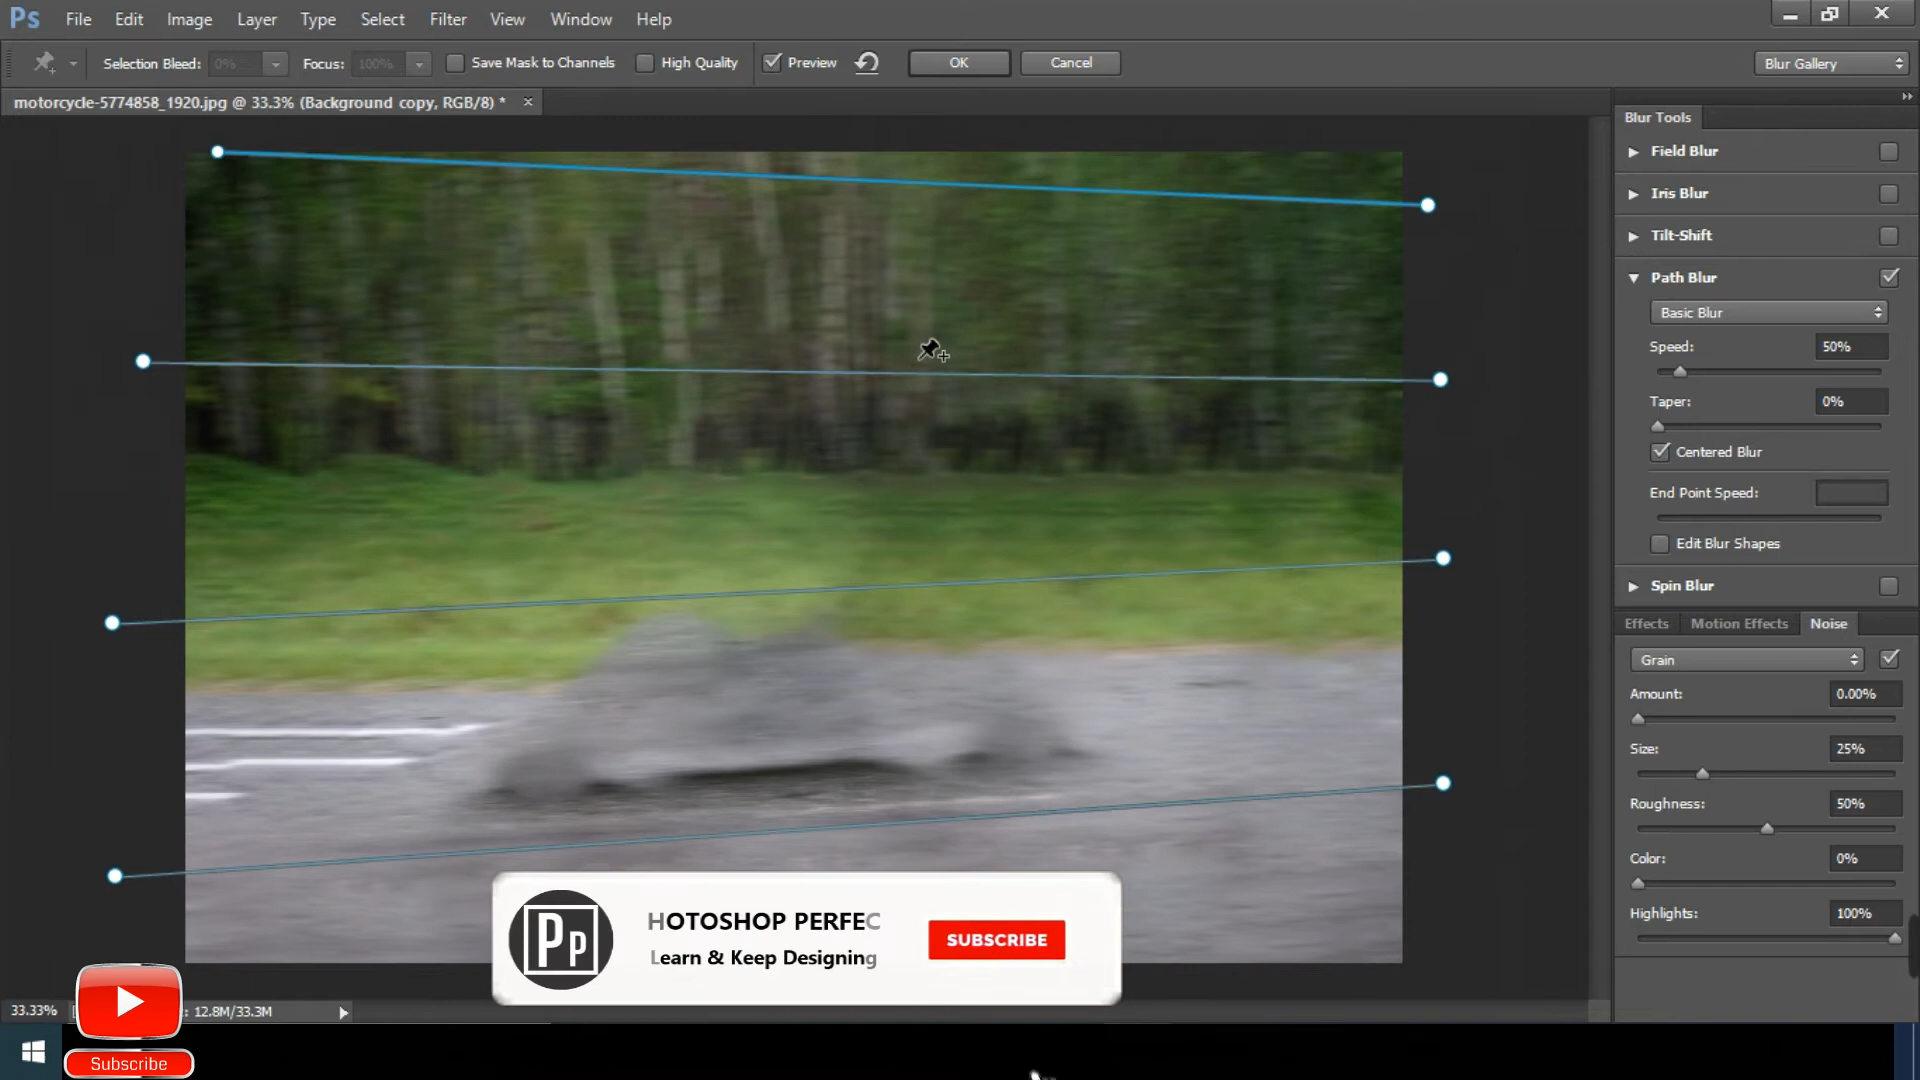 Ps File Edit Image Layer Type Select Filter View Window Help
Selection Bleed: 0% Focus: 100% Save Mask to Channels High Quality Preview OK Cancel Blur Gallery
motorcycle-5774858_1920.jpg @ 33.3% (Background copy, RGB/8) *
Blur Tools
Field Blur
Iris Blur
Tilt-Shift
Path Blur
Basic Blur
Speed: 50%
Taper: 0%
Centered Blur
End Point Speed:
Edit Blur Shapes
Spin Blur
Effects Motion Effects Noise
Grain
Amount: 0.00%
Size: 25%
Roughness: 50%
Color: 0%
Highlights: 100%
Pp
HOTOSHOP PERFEC
Learn & Keep Designing
SUBSCRIBE
33.33% : 12.8M/33.3M
Subscribe